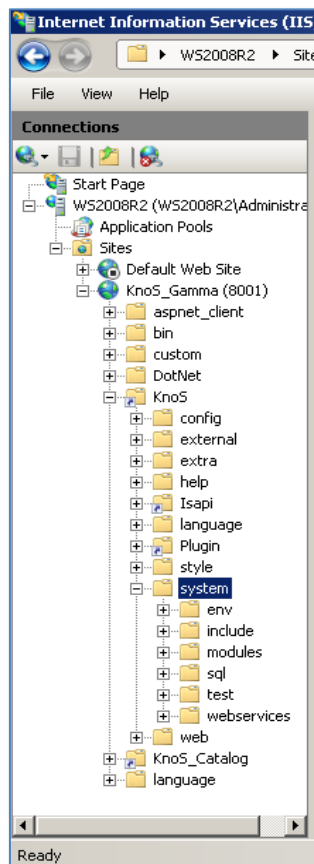 Internet Information Services (IIS
WS2008R2 Site
File View Help
Connections
Start Page
WS2008R2 (WS2008R2\Administra
Application Pools
Sites
Default Web Site
KnoS_Gamma (8001)
aspnet_client
bin
custom
DotNet
KnoS
config
external
extra
help
Isapi
language
Plugin
style
system
env
include
modules
sql
test
webservices
web
KnoS_Catalog
language
Ready